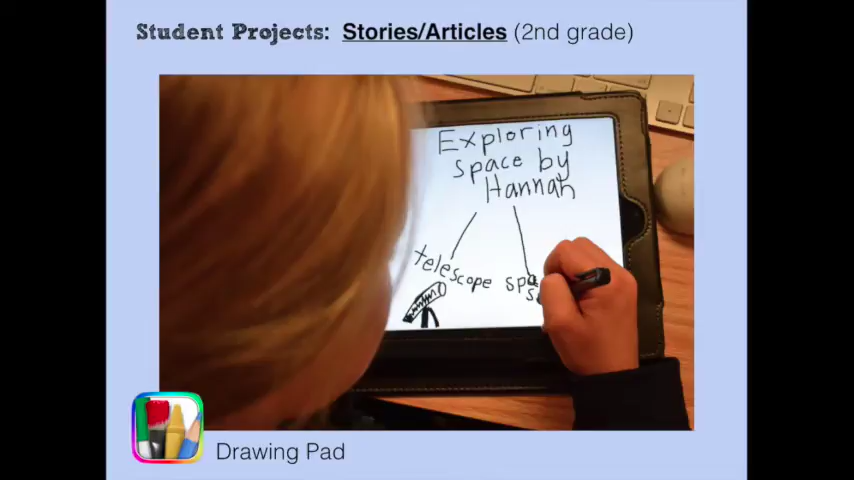 Student Projects: Stories/Articles (2nd grade)
Exploring
space by
Hannah
telescope
Drawing Pad